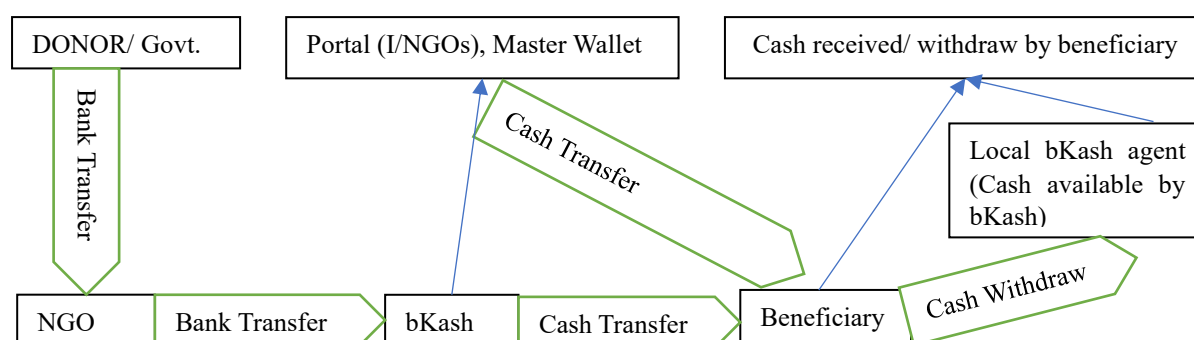 DONOR/ Govt.
Portal (I/NGOs), Master Wallet
Cash received/ withdraw by beneficiary
Bank Transfer
Cash Transfer
Local bKash agent
(Cash available by
bKash)
NGO
Bank Transfer
bKash
Cash Transfer
Beneficiary
Cash Withdraw